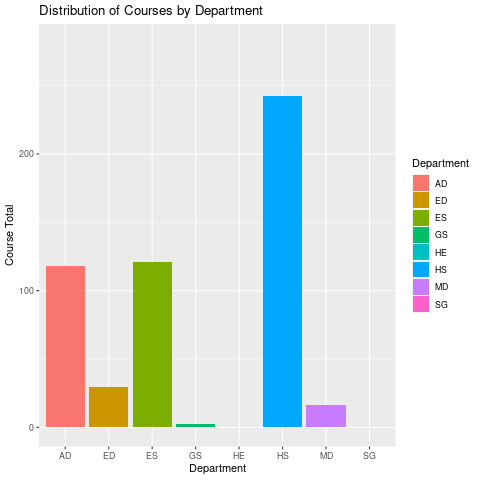 Distribution of Courses by Department
Course Total
200
100
0
AD ED ES GS HE HS MD SG
Department
Department
AD
ED
ES
GS
HE
HS
MD
SG